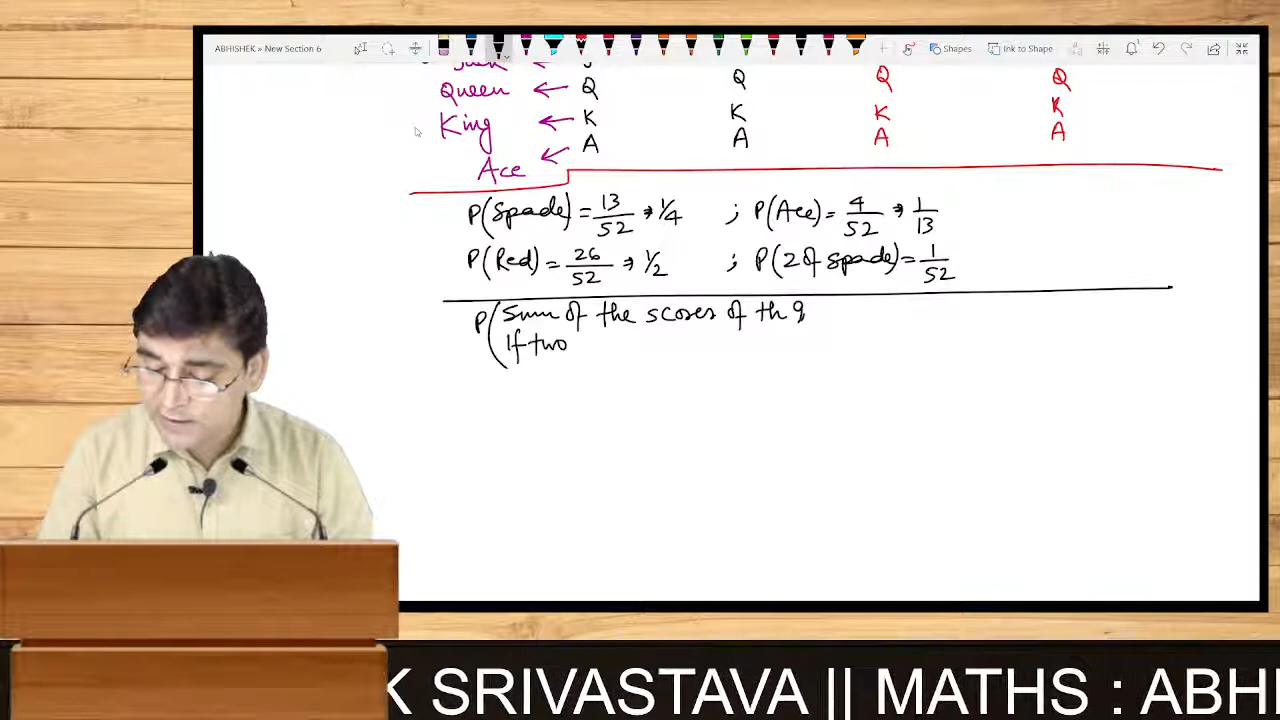 ABHISHEK » New Section 6
Shapes
Ink to Shape
Queen ← Q Q Q Q
King ← K K K K
Ace ← A A A A
P(Spade) = 13/52 → 1/4 ; P(Ace) = 4/52 → 1/13
P(Red) = 26/52 → 1/2 ; P(2 of spade) = 1/52
P(Sum of the scores of th 9
If two
K SRIVASTAVA || MATHS : ABHI